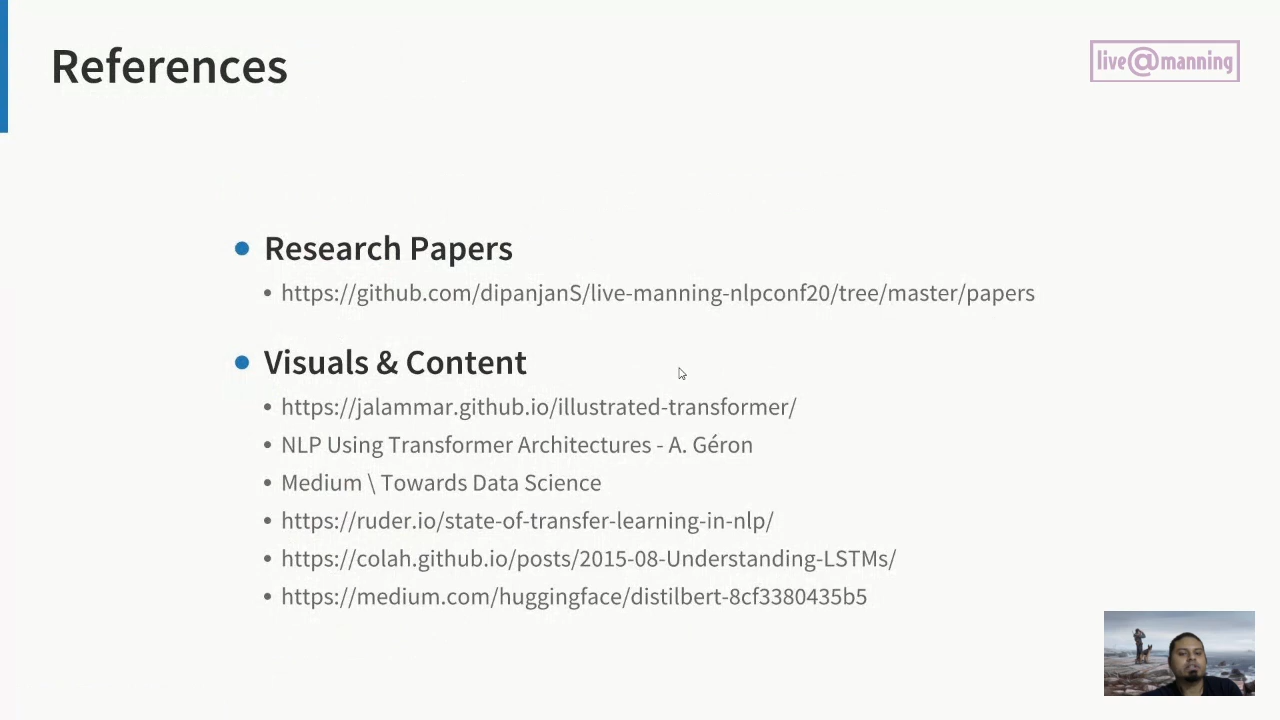 References
live@manning
Research Papers
https://github.com/dipanjanS/live-manning-nlpconf20/tree/master/papers
Visuals & Content
https://jalammar.github.io/illustrated-transformer/
NLP Using Transformer Architectures - A. Géron
Medium \ Towards Data Science
https://ruder.io/state-of-transfer-learning-in-nlp/
https://colah.github.io/posts/2015-08-Understanding-LSTMs/
https://medium.com/huggingface/distilbert-8cf3380435b5